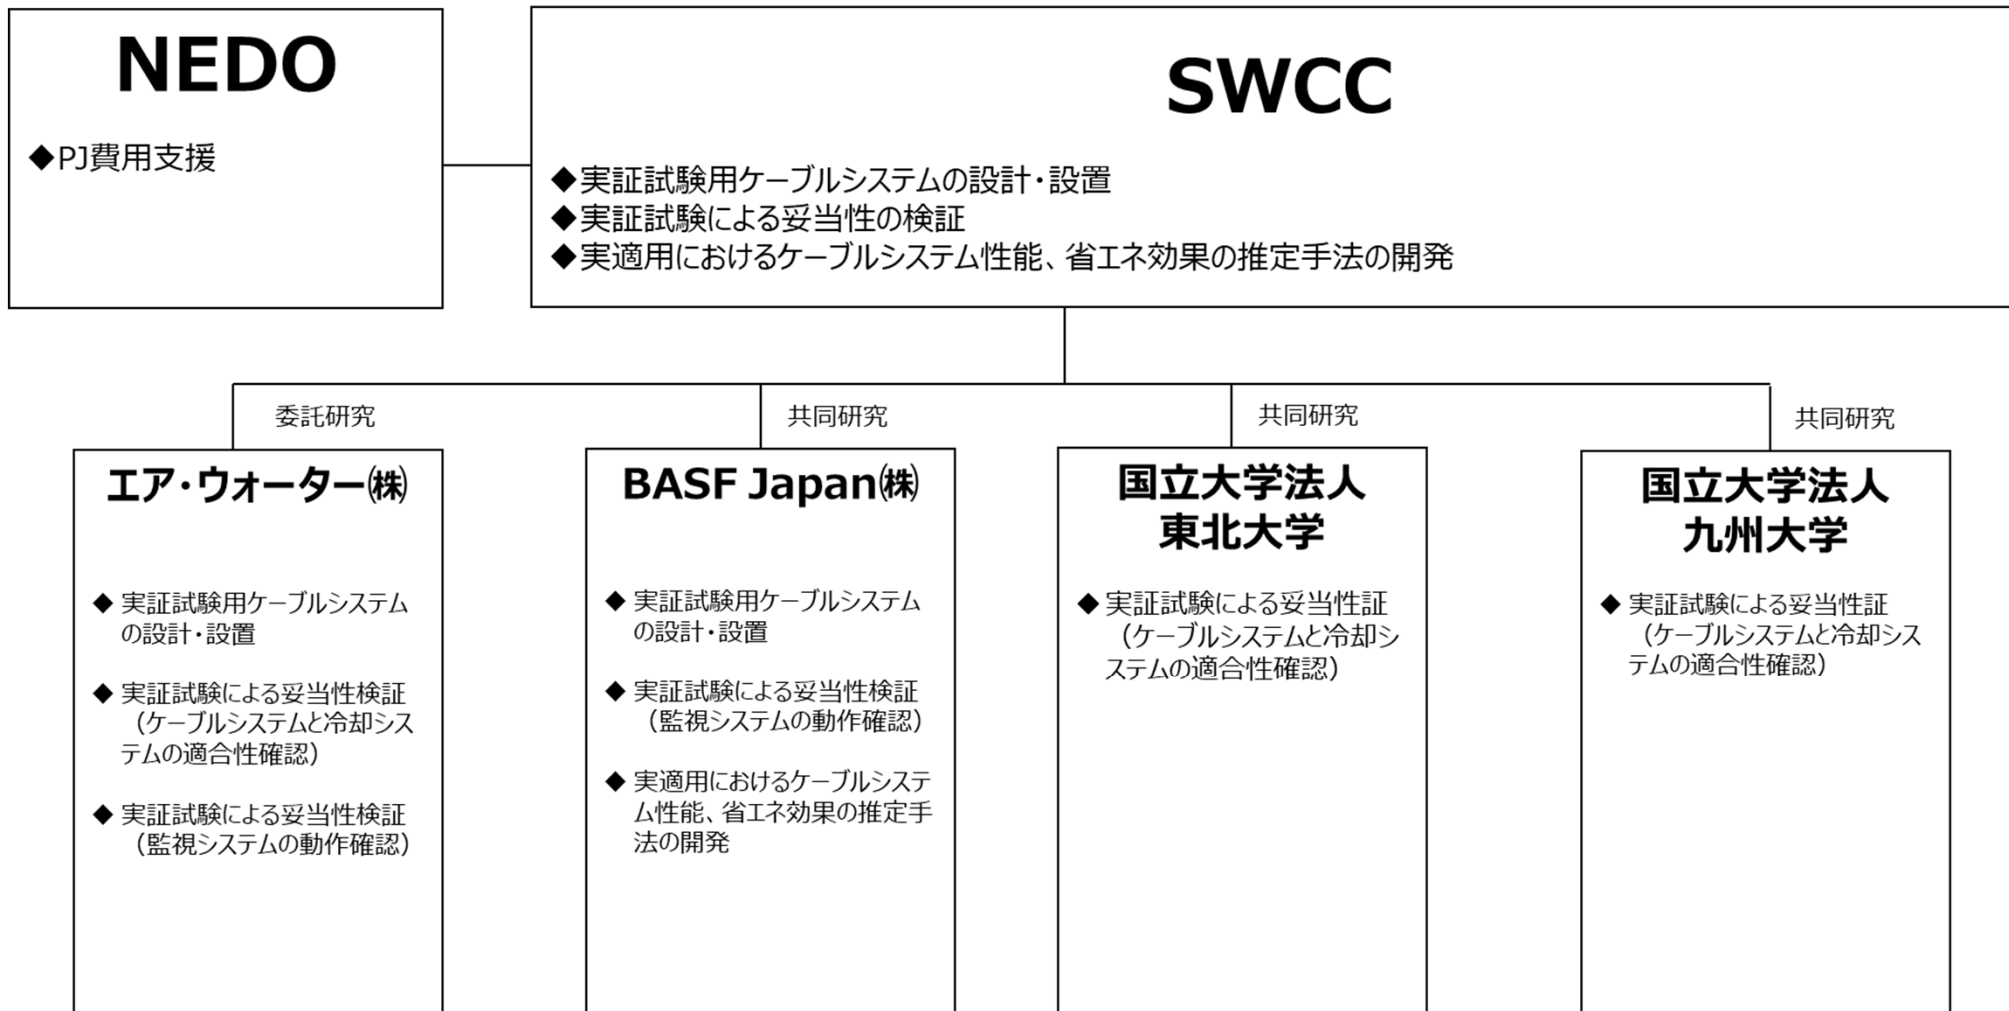 NEDO
◆PJ費用支援
SWCC
◆実証試験用ケーブルシステムの設計・設置
◆実証試験による妥当性の検証
◆実適用におけるケーブルシステム性能、省エネ効果の推定手法の開発
委託研究
エア・ウォーター㈱
◆ 実証試験用ケーブルシステム
の設計・設置
◆ 実証試験による妥当性検証
（ケーブルシステムと冷却シス
テムの適合性確認）
◆ 実証試験による妥当性検証
（監視システムの動作確認）
共同研究
BASF Japan㈱
◆ 実証試験用ケーブルシステム
の設計・設置
◆ 実証試験による妥当性検証
（監視システムの動作確認）
◆ 実適用におけるケーブルシステ
ム性能、省エネ効果の推定手
法の開発
共同研究
国立大学法人
東北大学
◆ 実証試験による妥当性証
（ケーブルシステムと冷却シ
ステムの適合性確認）
共同研究
国立大学法人
九州大学
◆ 実証試験による妥当性証
（ケーブルシステムと冷却シス
テムの適合性確認）